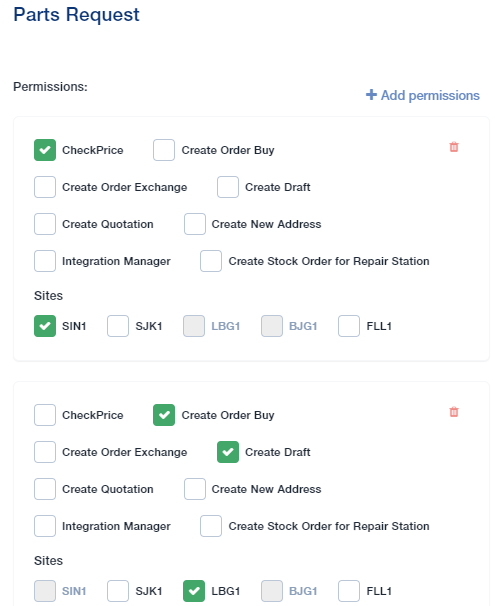 Parts Request
Permissions:
+ Add permissions
CheckPrice Create Order Buy
Create Order Exchange Create Draft
Create Quotation Create New Address
Integration Manager Create Stock Order for Repair Station
Sites
SIN1 SJK1 LBG1 BJG1 FLL1
CheckPrice Create Order Buy
Create Order Exchange Create Draft
Create Quotation Create New Address
Integration Manager Create Stock Order for Repair Station
Sites
SIN1 SJK1 LBG1 BJG1 FLL1